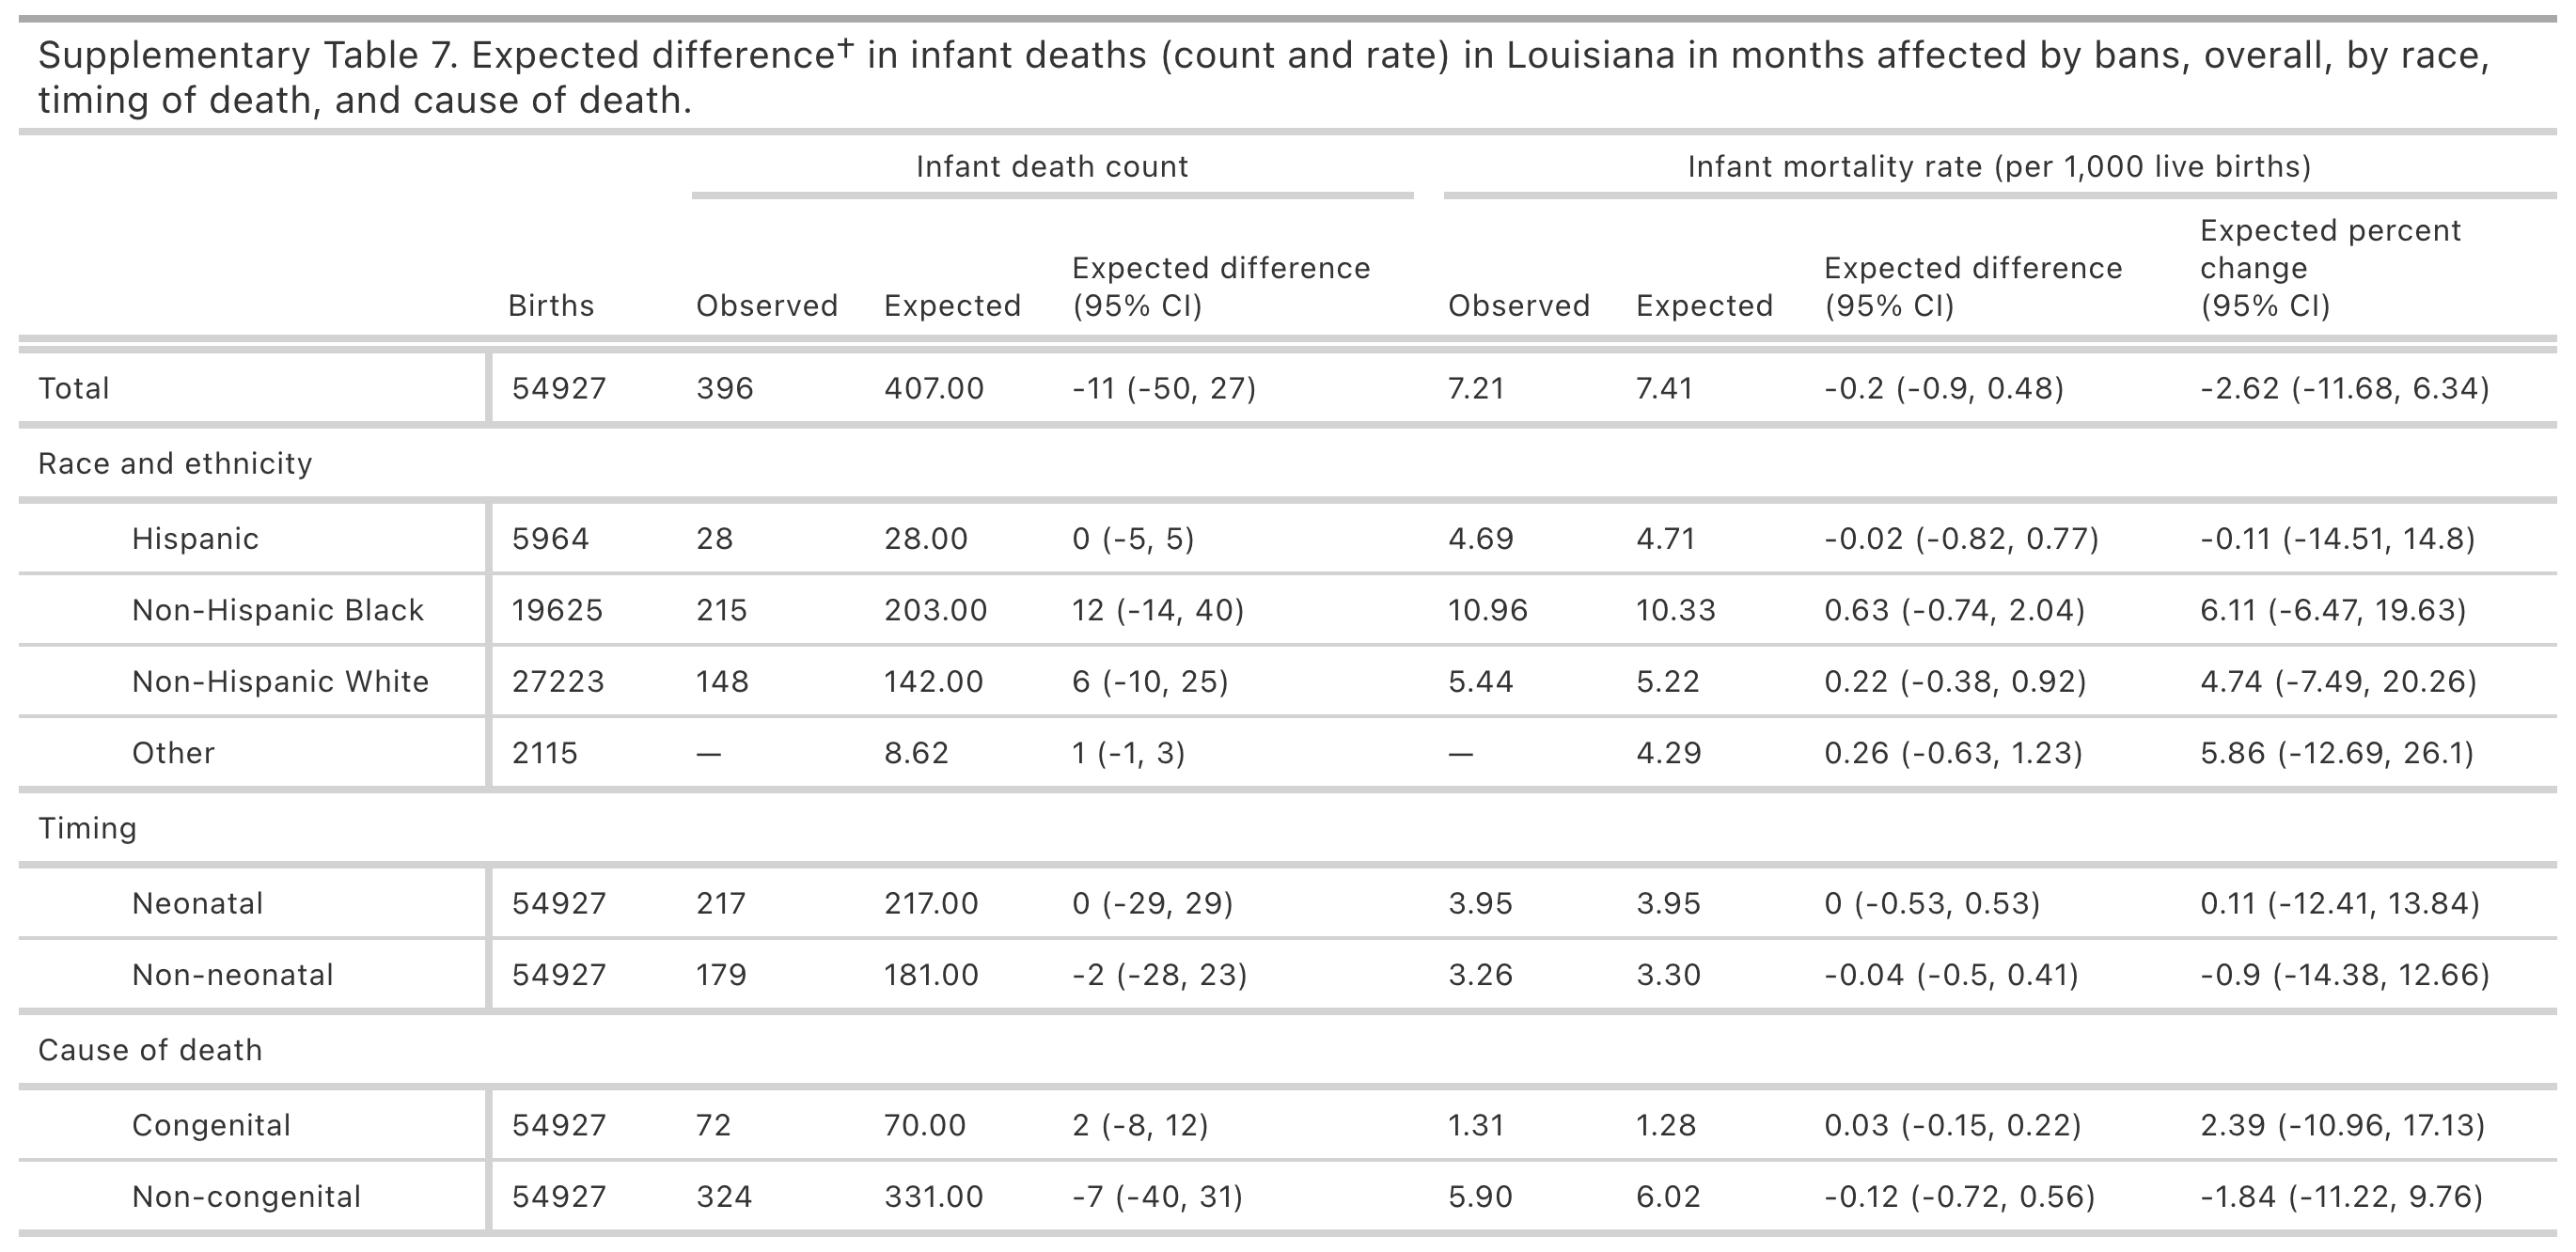 Supplementary Table 7. Expected difference† in infant deaths (count and rate) in Louisiana in months affected by bans, overall, by race,
timing of death, and cause of death.
Infant death count Infant mortality rate (per 1,000 live births)
Births Observed Expected Expected difference (95% CI) Observed Expected Expected difference (95% CI) Expected percent change (95% CI)
Total 54927 396 407.00 -11 (-50, 27) 7.21 7.41 -0.2 (-0.9, 0.48) -2.62 (-11.68, 6.34)
Race and ethnicity
Hispanic 5964 28 28.00 0 (-5, 5) 4.69 4.71 -0.02 (-0.82, 0.77) -0.11 (-14.51, 14.8)
Non-Hispanic Black 19625 215 203.00 12 (-14, 40) 10.96 10.33 0.63 (-0.74, 2.04) 6.11 (-6.47, 19.63)
Non-Hispanic White 27223 148 142.00 6 (-10, 25) 5.44 5.22 0.22 (-0.38, 0.92) 4.74 (-7.49, 20.26)
Other 2115 — 8.62 1 (-1, 3) — 4.29 0.26 (-0.63, 1.23) 5.86 (-12.69, 26.1)
Timing
Neonatal 54927 217 217.00 0 (-29, 29) 3.95 3.95 0 (-0.53, 0.53) 0.11 (-12.41, 13.84)
Non-neonatal 54927 179 181.00 -2 (-28, 23) 3.26 3.30 -0.04 (-0.5, 0.41) -0.9 (-14.38, 12.66)
Cause of death
Congenital 54927 72 70.00 2 (-8, 12) 1.31 1.28 0.03 (-0.15, 0.22) 2.39 (-10.96, 17.13)
Non-congenital 54927 324 331.00 -7 (-40, 31) 5.90 6.02 -0.12 (-0.72, 0.56) -1.84 (-11.22, 9.76)